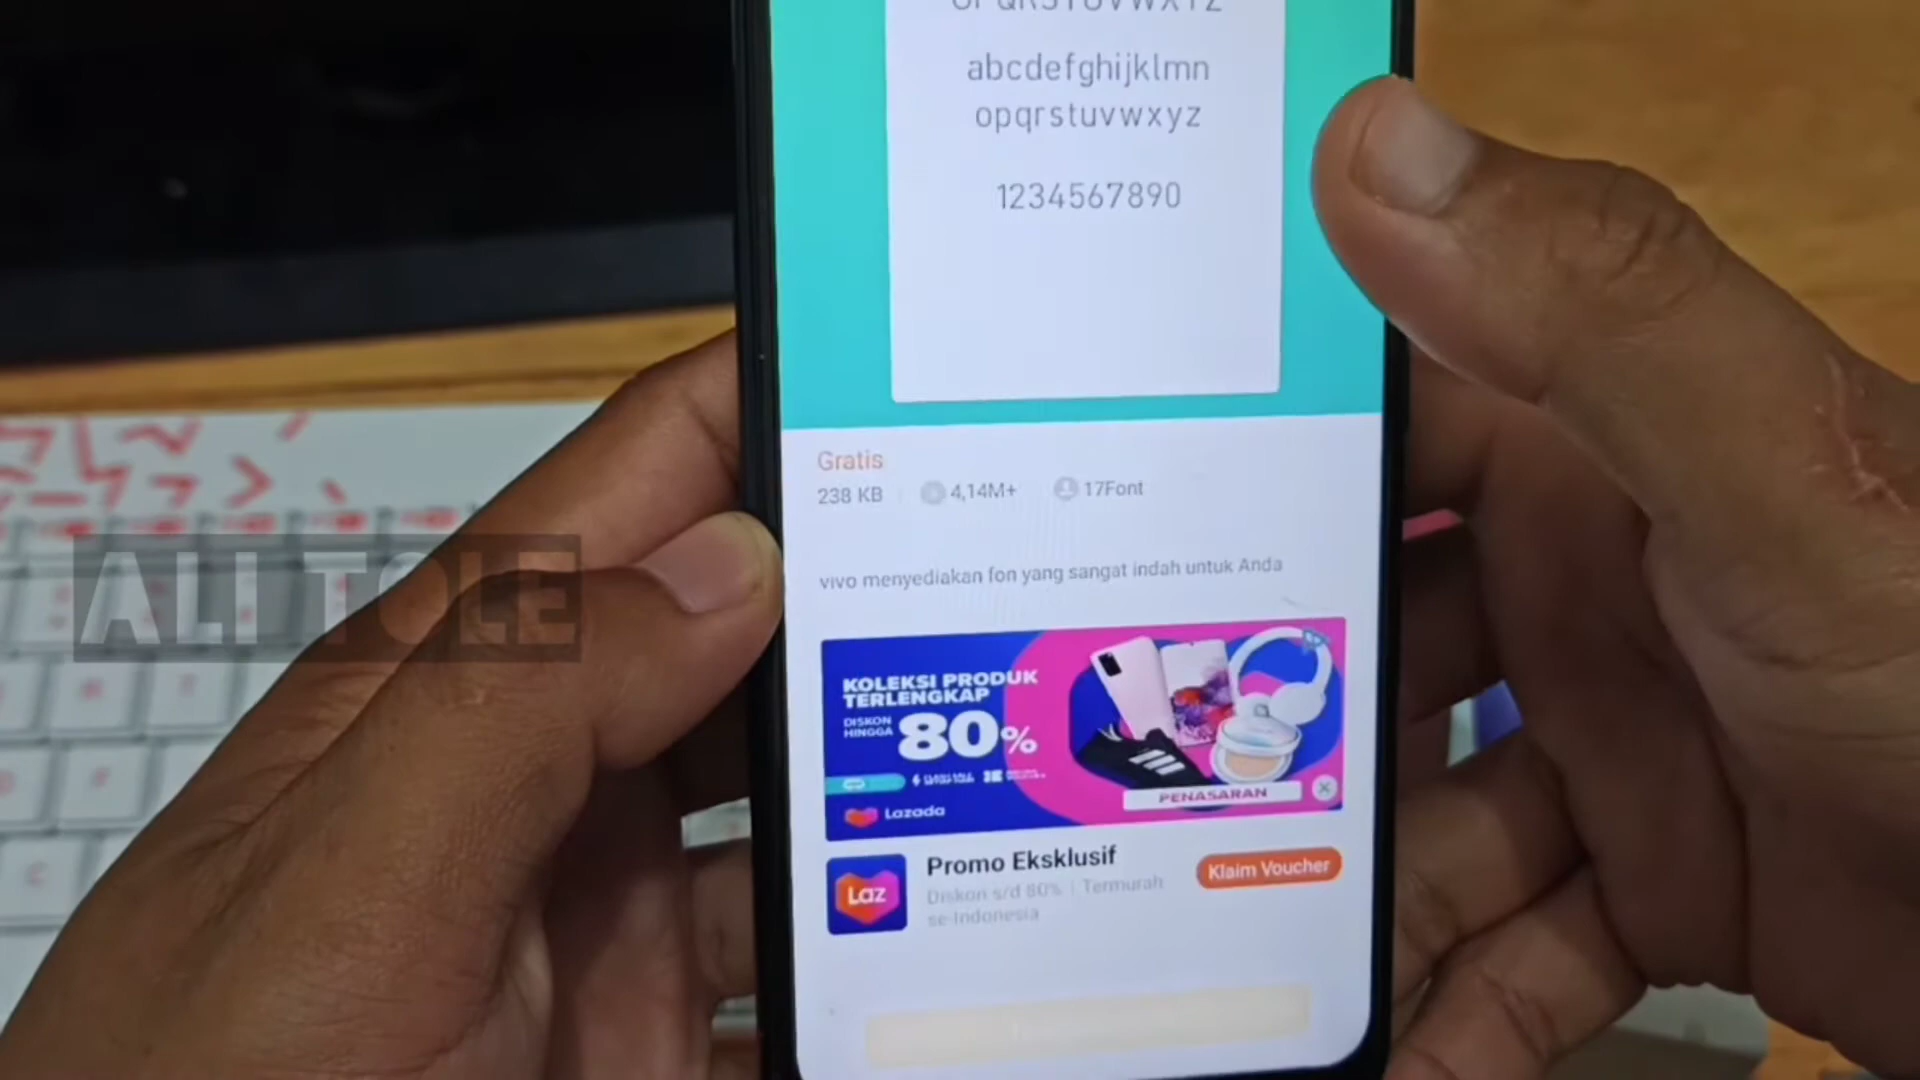 OPQRSTUVWXYZ
abcdefghijklmn
opqrstuvwxyz
1234567890
Gratis
238 KB 4,14M+ 17Font
vivo menyediakan fon yang sangat indah untuk Anda
ALI TOLE
KOLEKSI PRODUK
TERLENGKAP
DISKON
HINGGA
80%
PENASARAN
Lazada
Laz
Promo Eksklusif
Diskon s/d 80% | Termurah
se-Indonesia
Klaim Voucher